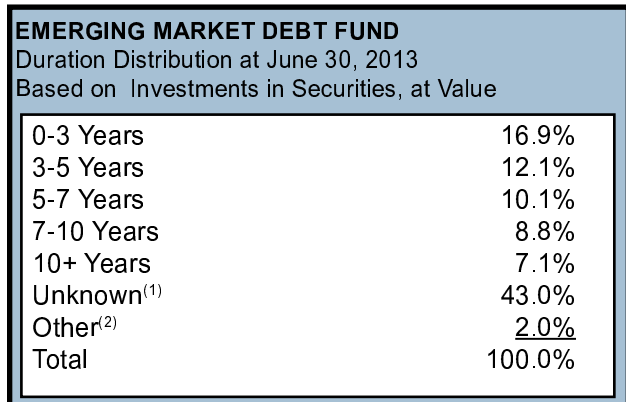 EMERGING MARKET DEBT FUND
Duration Distribution at June 30, 2013
Based on Investments in Securities, at Value
0-3 Years 16.9%
3-5 Years 12.1%
5-7 Years 10.1%
7-10 Years 8.8%
10+ Years 7.1%
Unknown(1) 43.0%
Other(2) 2.0%
Total 100.0%